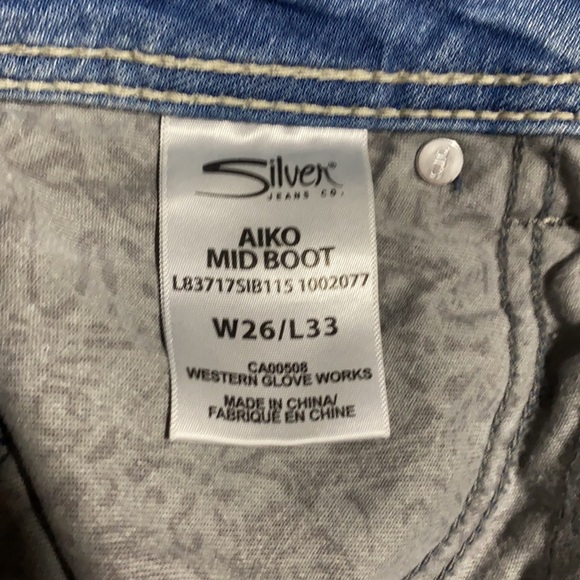 Silver
JEANS CO.
AIKO
MID BOOT
L83717SIB115 1002077
W26/L33
CA00508
WESTERN GLOVE WORKS
MADE IN CHINA/
FABRIQUÉ EN CHINE